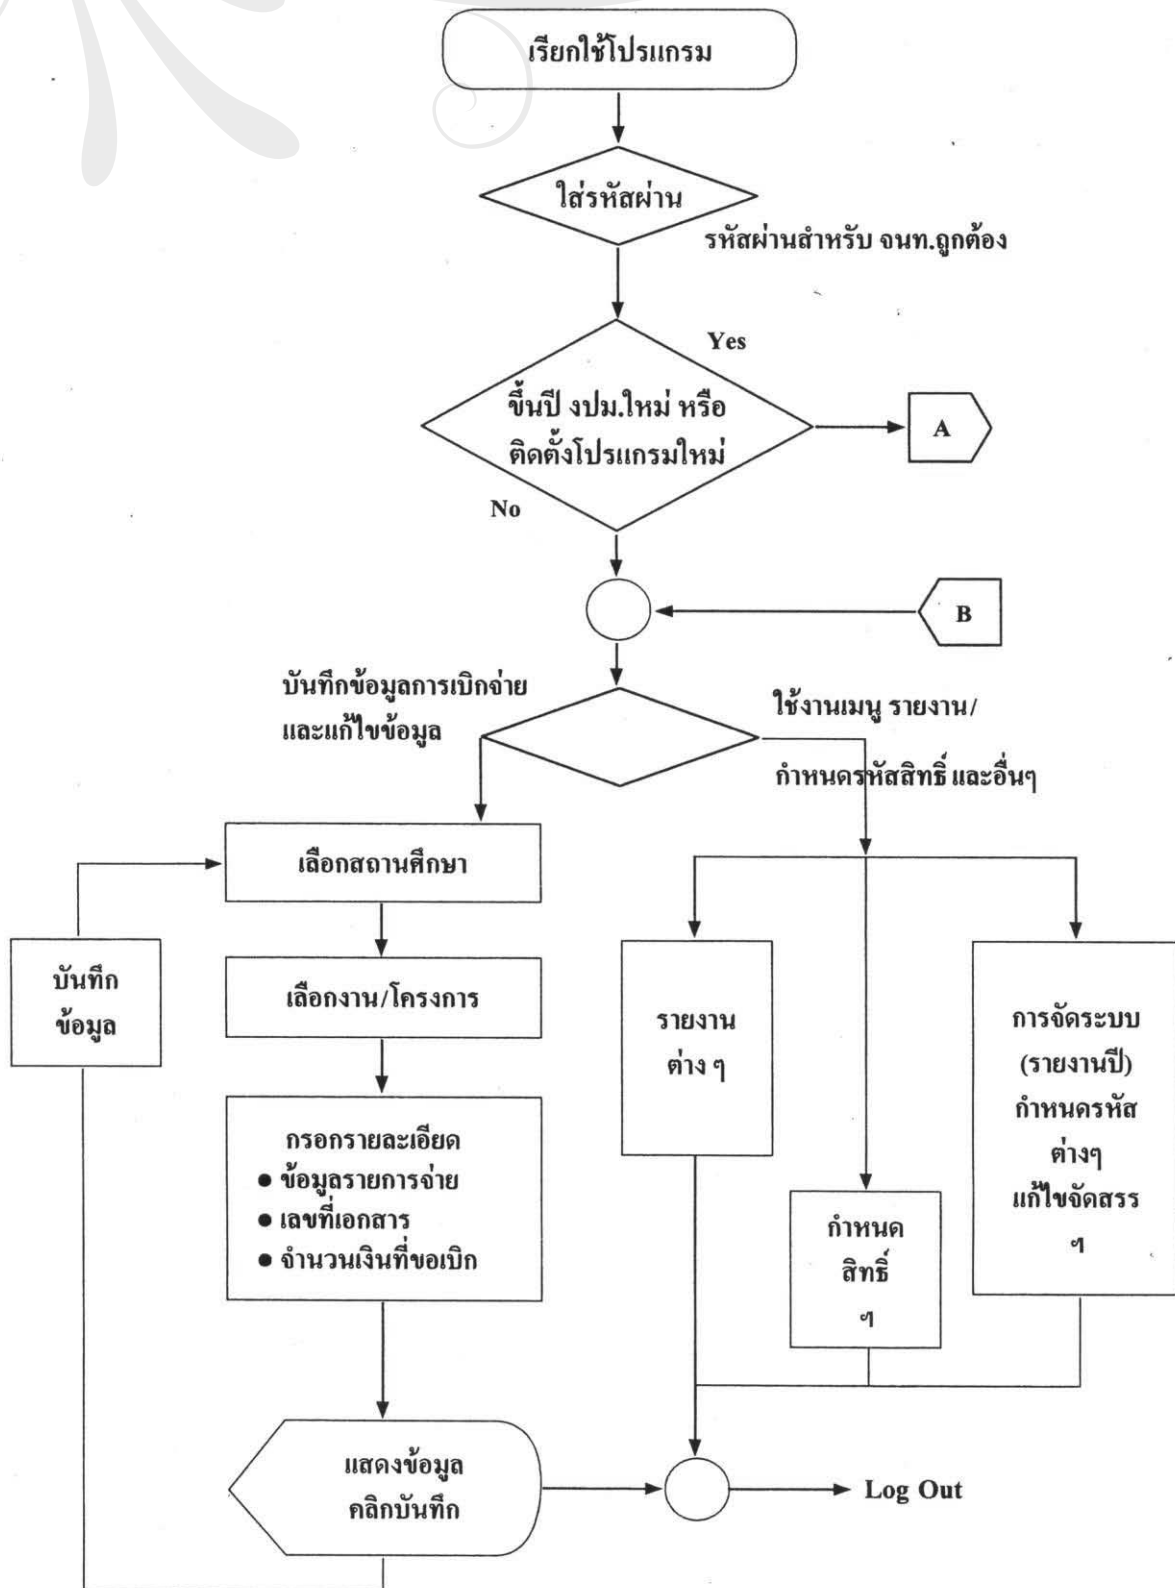 เรียกใช้โปรแกรม
ใส่รหัสผ่าน
รหัสผ่านสำหรับ จนท.ถูกต้อง
Yes
ขึ้นปี งปม.ใหม่ หรือ
ติดตั้งโปรแกรมใหม่
A
No
B
บันทึกข้อมูลการเบิกจ่าย
และแก้ไขข้อมูล
ใช้งานเมนู รายงาน/
กำหนดรหัสสิทธิ์ และอื่นๆ
เลือกสถานศึกษา
บันทึก
ข้อมูล
เลือกงาน/โครงการ
กรอกรายละเอียด
● ข้อมูลรายการจ่าย
● เลขที่เอกสาร
● จำนวนเงินที่ขอเบิก
รายงาน
ต่าง ๆ
กำหนด
สิทธิ์
ฯ
การจัดระบบ
(รายงานปี)
กำหนดรหัส
ต่างๆ
แก้ไขจัดสรร
ฯ
แสดงข้อมูล
คลิกบันทึก
Log Out